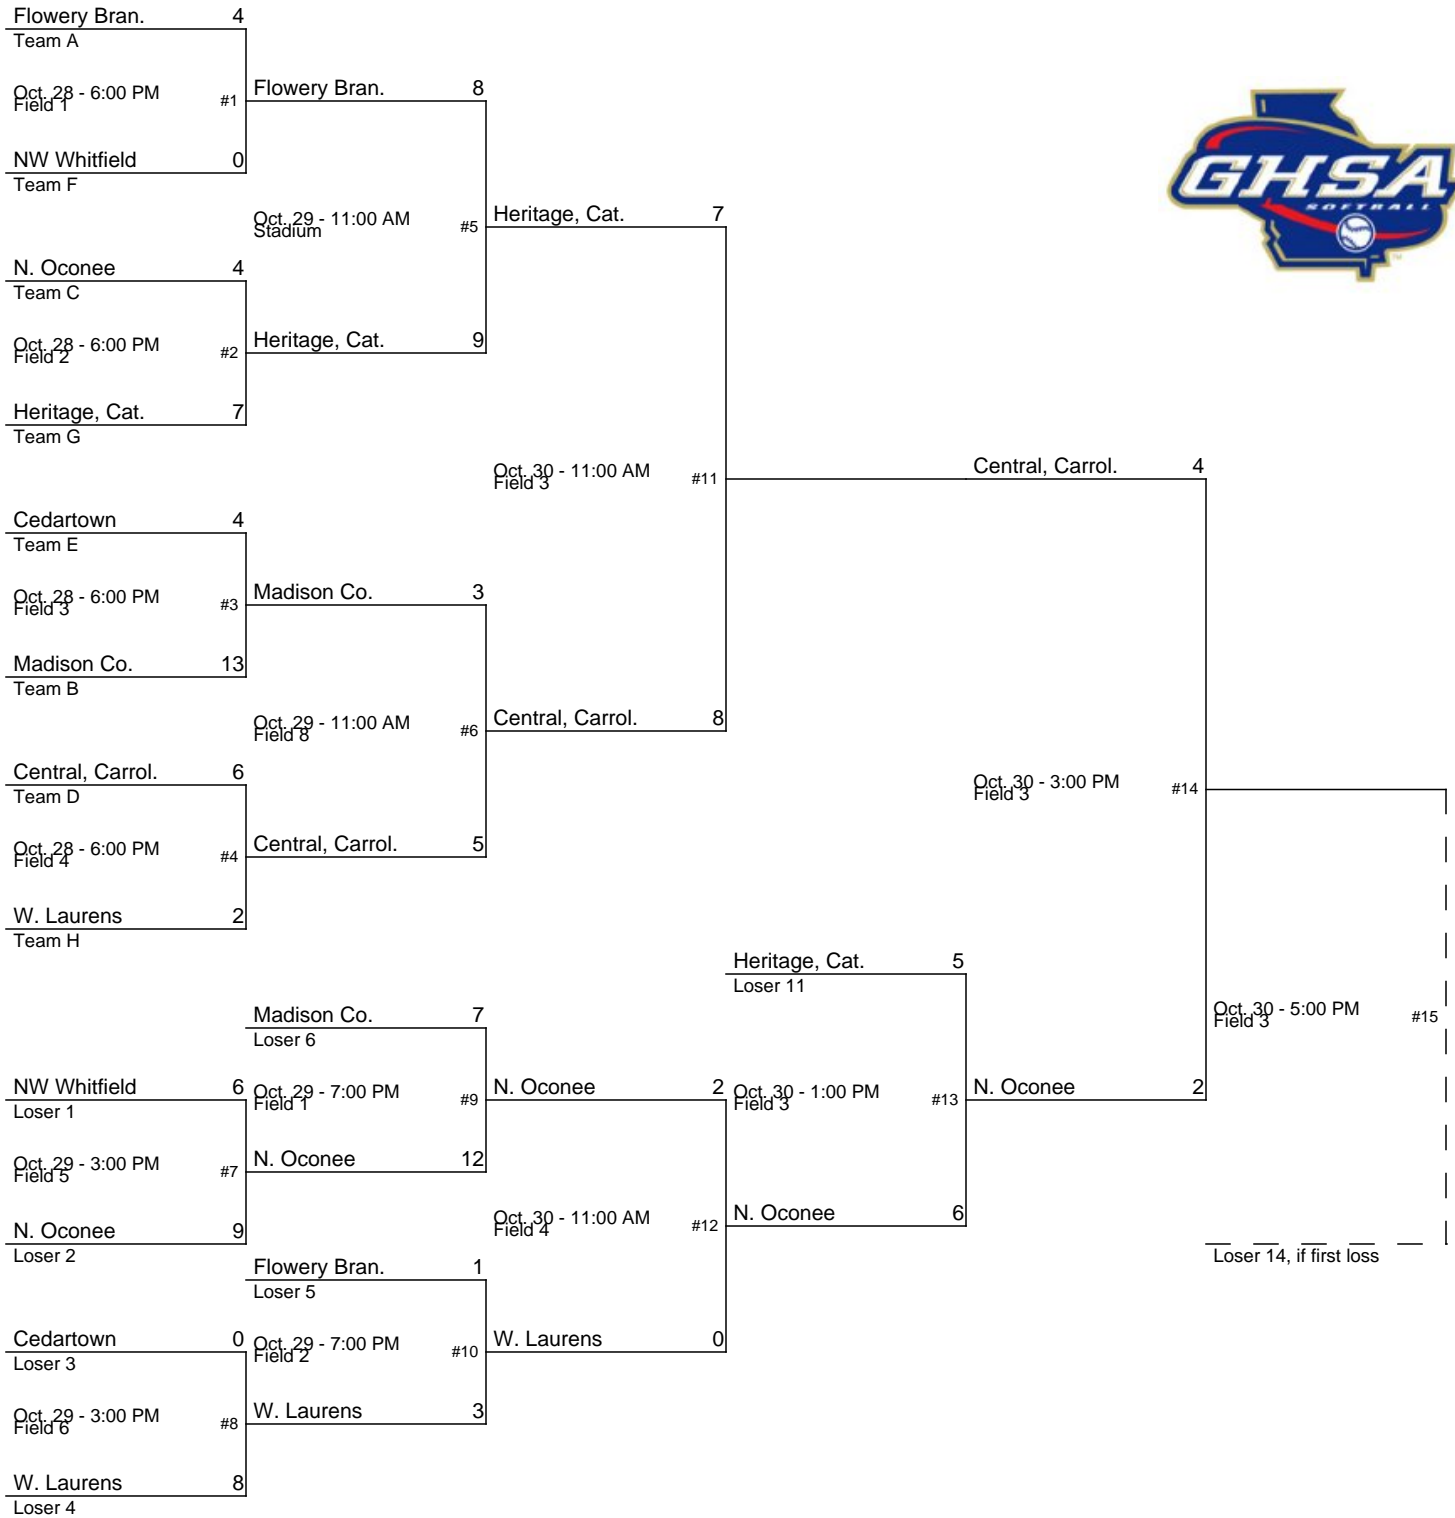 Flowery Bran. 4
Team A
Oct. 28 - 6:00 PM
Field 1
#1
NW Whitfield 0
Team F
Flowery Bran. 8
Oct. 29 - 11:00 AM
Stadium
#5
N. Oconee 4
Team C
Oct. 28 - 6:00 PM
Field 2
#2
Heritage, Cat. 7
Team G
Heritage, Cat. 9
Heritage, Cat. 7
Oct. 30 - 11:00 AM
Field 3
#11
Cedartown 4
Team E
Oct. 28 - 6:00 PM
Field 3
#3
Madison Co. 13
Team B
Madison Co. 3
Oct. 29 - 11:00 AM
Field 8
#6
Central, Carrol. 6
Team D
Oct. 28 - 6:00 PM
Field 4
#4
W. Laurens 2
Team H
Central, Carrol. 5
Central, Carrol. 8
Central, Carrol. 4
Oct. 30 - 3:00 PM
Field 3
#14
GHSA
SOFTBALL
TM
Madison Co. 7
Loser 6
Oct. 29 - 7:00 PM
Field 1
#9
NW Whitfield 6
Loser 1
Oct. 29 - 3:00 PM
Field 5
#7
N. Oconee 9
Loser 2
N. Oconee 12
N. Oconee 2
Oct. 30 - 11:00 AM
Field 4
#12
Flowery Bran. 1
Loser 5
Oct. 29 - 7:00 PM
Field 2
#10
Cedartown 0
Loser 3
Oct. 29 - 3:00 PM
Field 6
#8
W. Laurens 8
Loser 4
W. Laurens 3
W. Laurens 0
Heritage, Cat. 5
Loser 11
Oct. 30 - 1:00 PM
Field 3
#13
N. Oconee 6
N. Oconee 2
Oct. 30 - 5:00 PM
Field 3
#15
Loser 14, if first loss